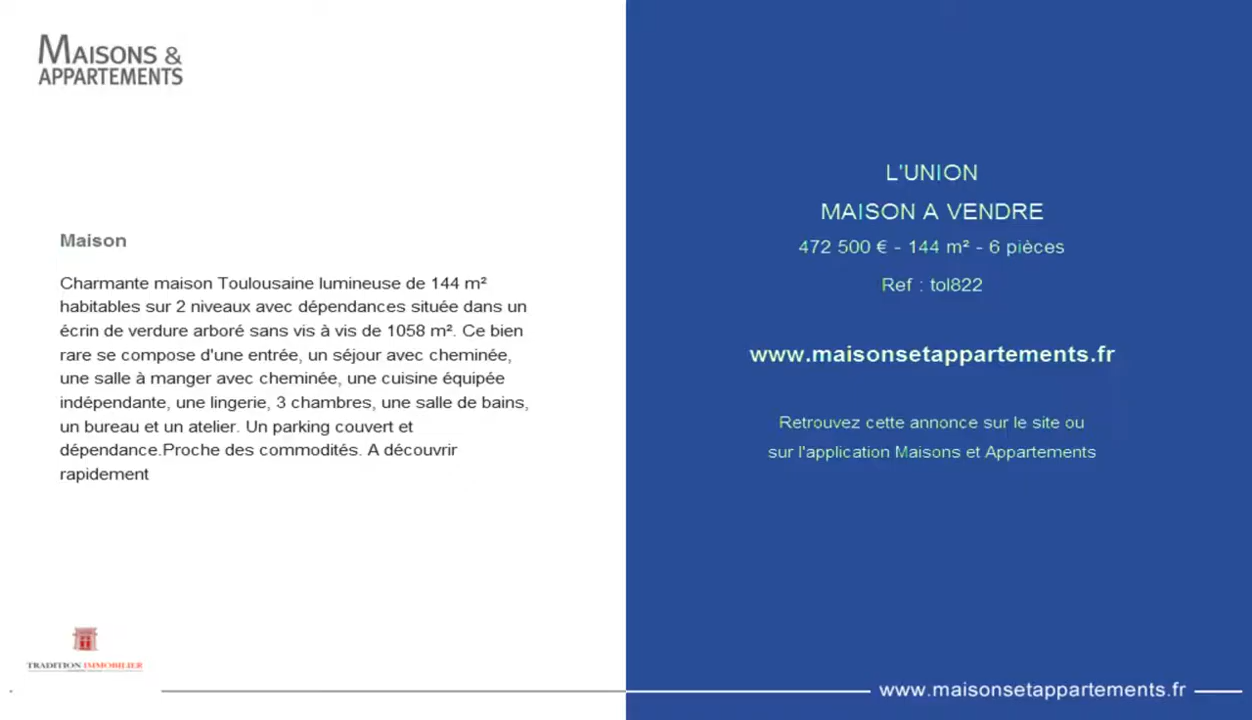 MAISONS &
APPARTEMENTS
Maison
Charmante maison Toulousaine lumineuse de 144 m²
habitables sur 2 niveaux avec dépendances située dans un
écrin de verdure arboré sans vis à vis de 1058 m². Ce bien
rare se compose d'une entrée, un séjour avec cheminée,
une salle à manger avec cheminée, une cuisine équipée
indépendante, une lingerie, 3 chambres, une salle de bains,
un bureau et un atelier. Un parking couvert et
dépendance.Proche des commodités. A découvrir
rapidement
TRADITION IMMOBILIER
L'UNION
MAISON A VENDRE
472 500 € - 144 m² - 6 pièces
Ref : tol822
www.maisonsetappartements.fr
Retrouvez cette annonce sur le site ou
sur l'application Maisons et Appartements
www.maisonsetappartements.fr